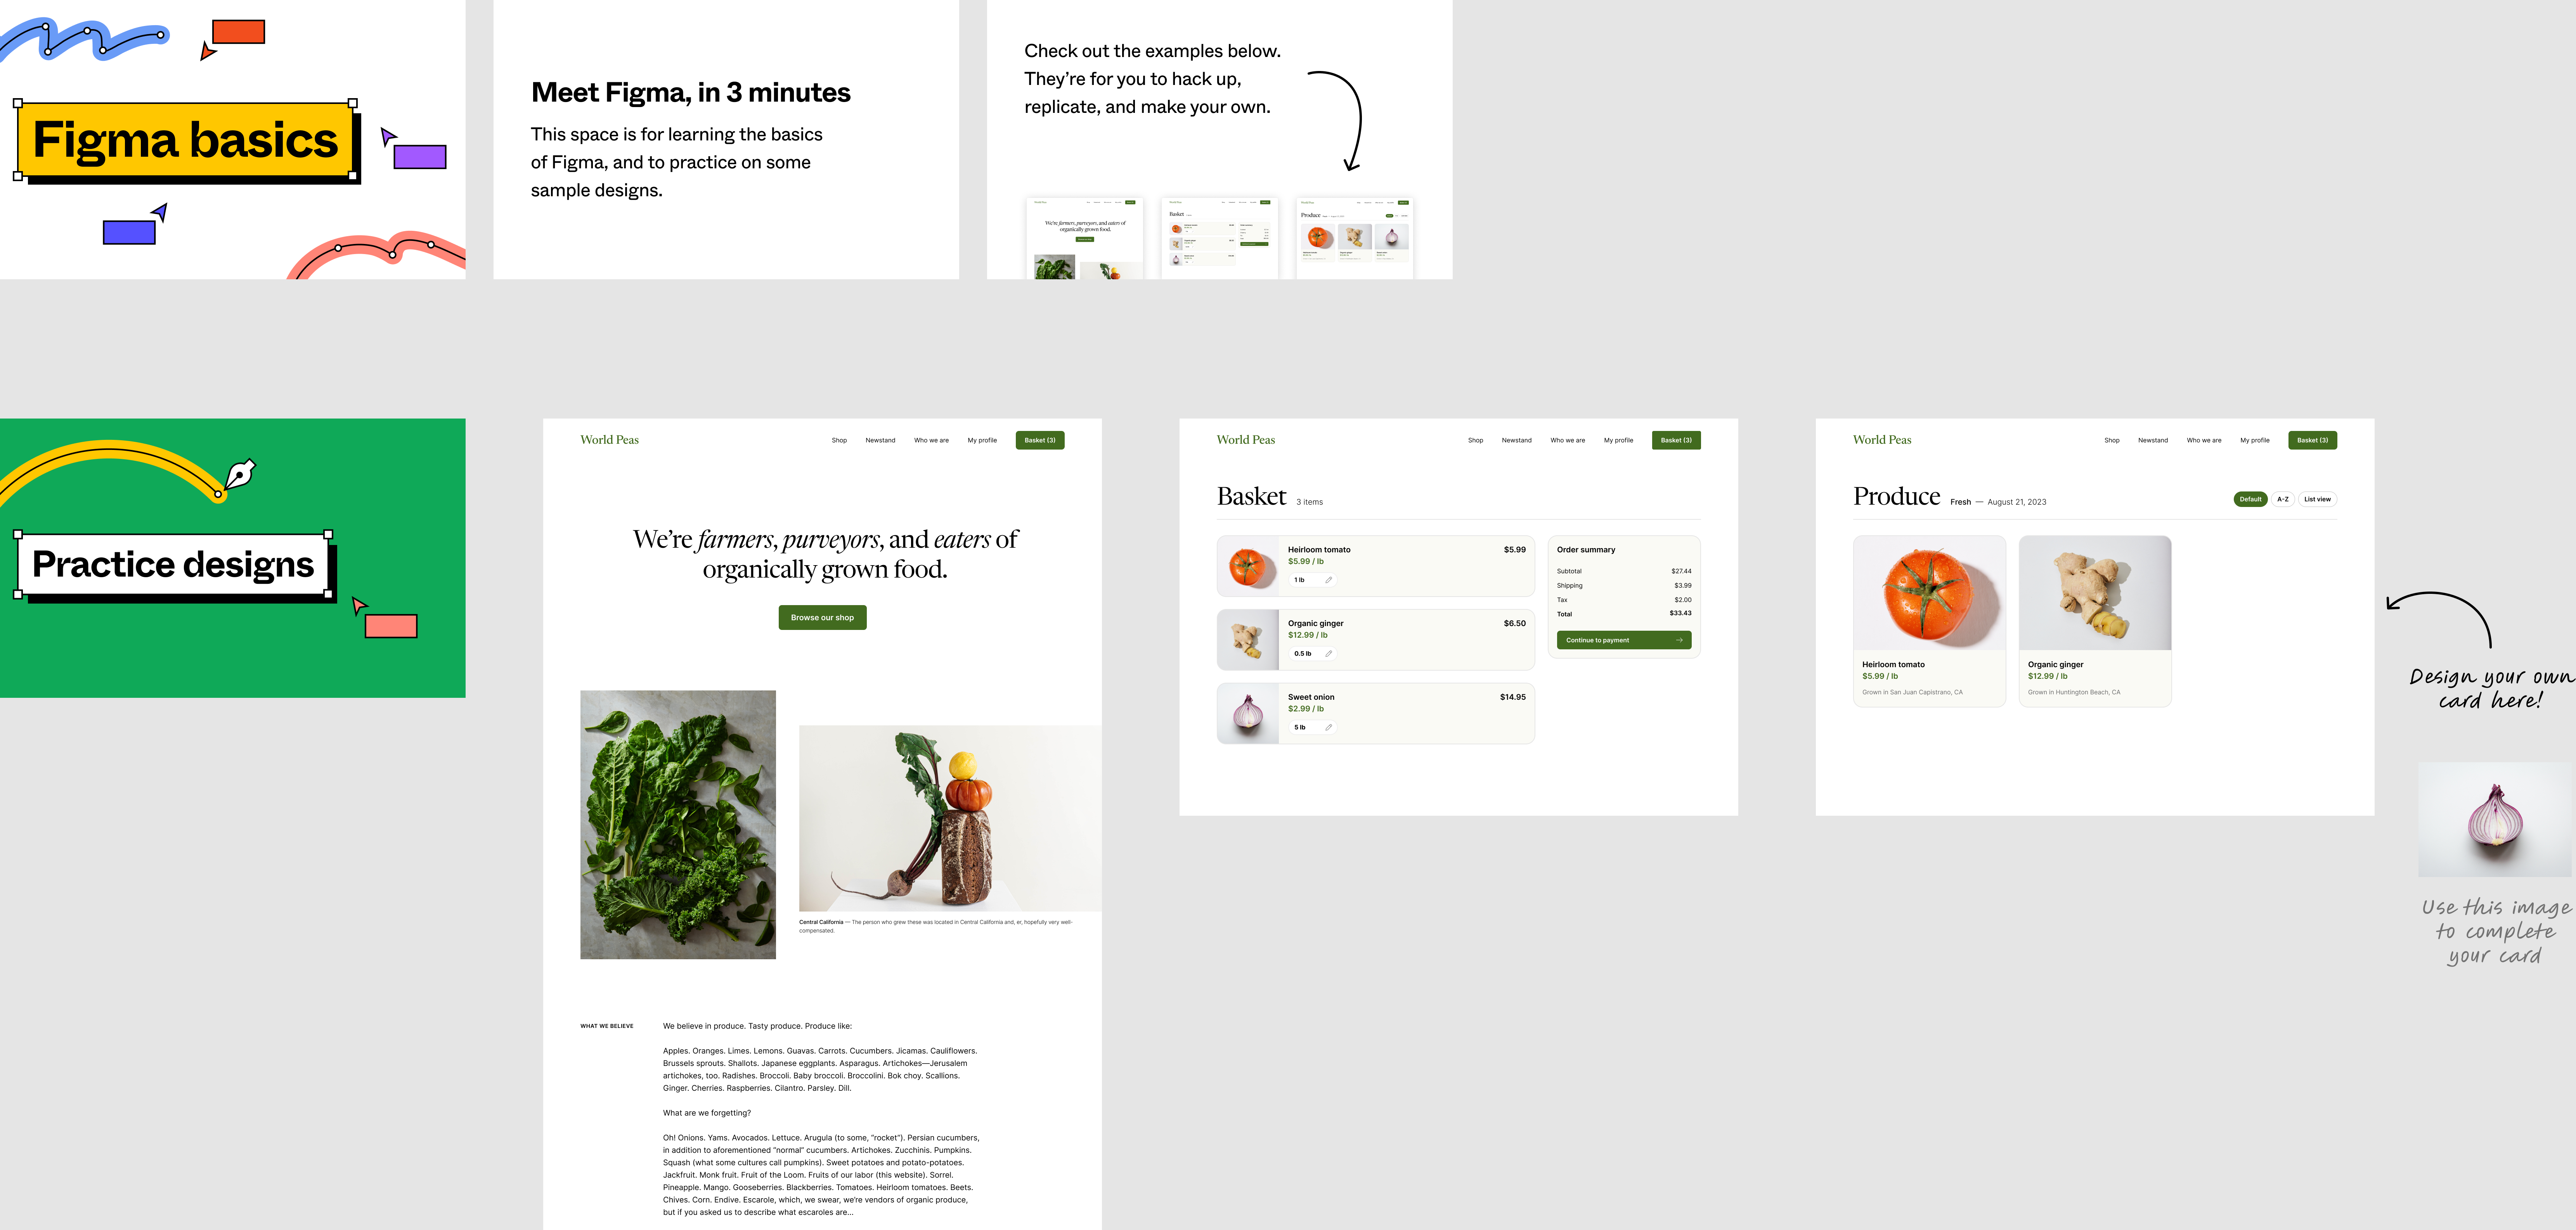 Figma basics
Meet Figma, in 3 minutes
This space is for learning the basics
of Figma, and to practice on some
sample designs.
Check out the examples below.
They’re for you to hack up,
replicate, and make your own.
World Peas
We’re farmers, purveyors, and eaters of
organically grown food.
Basket
Produce
Practice designs
World Peas
Shop
Newstand
Who we are
My profile
Basket (3)
We’re farmers, purveyors, and eaters of
organically grown food.
Browse our shop
Central California — The person who grew these was located in Central California and, er, hopefully very well-
compensated.
WHAT WE BELIEVE
We believe in produce. Tasty produce. Produce like:
Apples. Oranges. Limes. Lemons. Guavas. Carrots. Cucumbers. Jicamas. Cauliflowers.
Brussels sprouts. Shallots. Japanese eggplants. Asparagus. Artichokes—Jerusalem
artichokes, too. Radishes. Broccoli. Baby broccoli. Broccolini. Bok choy. Scallions.
Ginger. Cherries. Raspberries. Cilantro. Parsley. Dill.
What are we forgetting?
Oh! Onions. Yams. Avocados. Lettuce. Arugula (to some, “rocket”). Persian cucumbers,
in addition to aforementioned “normal” cucumbers. Artichokes. Zucchinis. Pumpkins.
Squash (what some cultures call pumpkins). Sweet potatoes and potato-potatoes.
Jackfruit. Monk fruit. Fruit of the Loom. Fruits of our labor (this website). Sorrel.
Pineapple. Mango. Gooseberries. Blackberries. Tomatoes. Heirloom tomatoes. Beets.
Chives. Corn. Endive. Escarole, which, we swear, we’re vendors of organic produce,
but if you asked us to describe what escaroles are...
World Peas
Shop
Newstand
Who we are
My profile
Basket (3)
Basket
3 items
Heirloom tomato
$5.99
$5.99 / lb
1 lb
Organic ginger
$6.50
$12.99 / lb
0.5 lb
Sweet onion
$14.95
$2.99 / lb
5 lb
Order summary
Subtotal
$27.44
Shipping
$3.99
Tax
$2.00
Total
$33.43
Continue to payment
World Peas
Shop
Newstand
Who we are
My profile
Basket (3)
Produce
Fresh — August 21, 2023
Default
A-Z
List view
Heirloom tomato
$5.99 / lb
Grown in San Juan Capistrano, CA
Organic ginger
$12.99 / lb
Grown in Huntington Beach, CA
Design your own
card here!
Use this image
to complete
your card